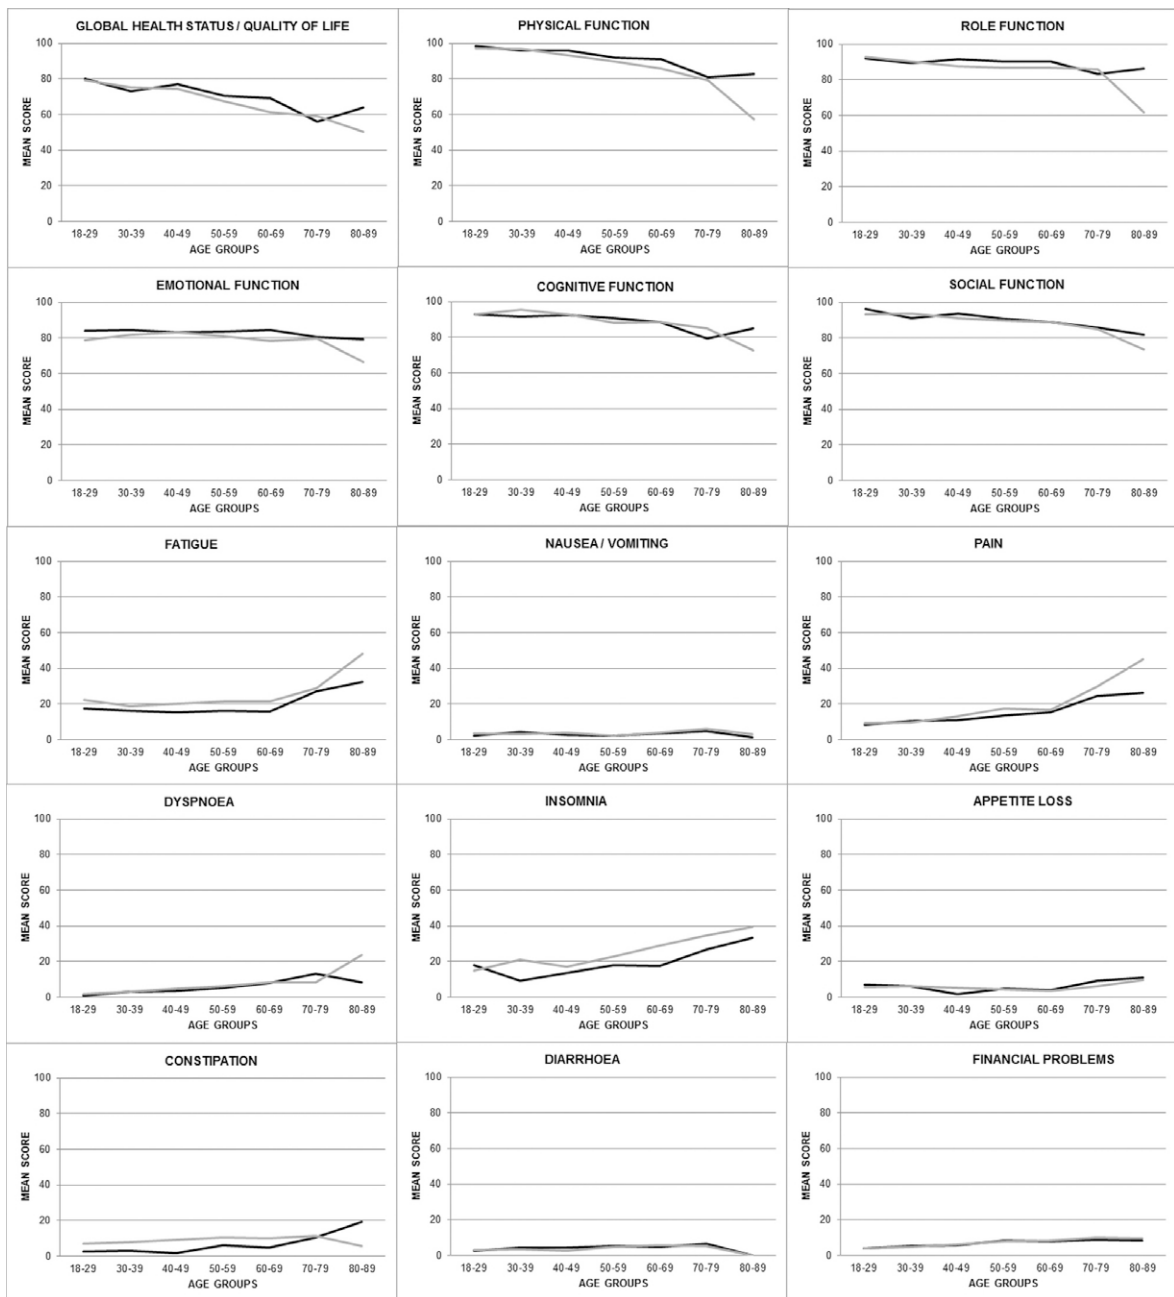 GLOBAL HEALTH STATUS / QUALITY OF LIFE
100
80
60
40
20
0
MEAN SCORE
18-29 30-39 40-49 50-59 60-69 70-79 80-89
AGE GROUPS
PHYSICAL FUNCTION
100
80
60
40
20
0
MEAN SCORE
18-29 30-39 40-49 50-59 60-69 70-79 80-89
AGE GROUPS
ROLE FUNCTION
100
80
60
40
20
0
MEAN SCORE
18-29 30-39 40-49 50-59 60-69 70-79 80-89
AGE GROUPS
EMOTIONAL FUNCTION
100
80
60
40
20
0
MEAN SCORE
18-29 30-39 40-49 50-59 60-69 70-79 80-89
AGE GROUPS
COGNITIVE FUNCTION
100
80
60
40
20
0
MEAN SCORE
18-29 30-39 40-49 50-59 60-69 70-79 80-89
AGE GROUPS
SOCIAL FUNCTION
100
80
60
40
20
0
MEAN SCORE
18-29 30-39 40-49 50-59 60-69 70-79 80-89
AGE GROUPS
FATIGUE
100
80
60
40
20
0
MEAN SCORE
18-29 30-39 40-49 50-59 60-69 70-79 80-89
AGE GROUPS
NAUSEA / VOMITING
100
80
60
40
20
0
MEAN SCORE
18-29 30-39 40-49 50-59 60-69 70-79 80-89
AGE GROUPS
PAIN
100
80
60
40
20
0
MEAN SCORE
18-29 30-39 40-49 50-59 60-69 70-79 80-89
AGE GROUPS
DYSPNOEA
100
80
60
40
20
0
MEAN SCORE
18-29 30-39 40-49 50-59 60-69 70-79 80-89
AGE GROUPS
INSOMNIA
100
80
60
40
20
0
MEAN SCORE
18-29 30-39 40-49 50-59 60-69 70-79 80-89
AGE GROUPS
APPETITE LOSS
100
80
60
40
20
0
MEAN SCORE
18-29 30-39 40-49 50-59 60-69 70-79 80-89
AGE GROUPS
CONSTIPATION
100
80
60
40
20
0
MEAN SCORE
18-29 30-39 40-49 50-59 60-69 70-79 80-89
AGE GROUPS
DIARRHOEA
100
80
60
40
20
0
MEAN SCORE
18-29 30-39 40-49 50-59 60-69 70-79 80-89
AGE GROUPS
FINANCIAL PROBLEMS
100
80
60
40
20
0
MEAN SCORE
18-29 30-39 40-49 50-59 60-69 70-79 80-89
AGE GROUPS